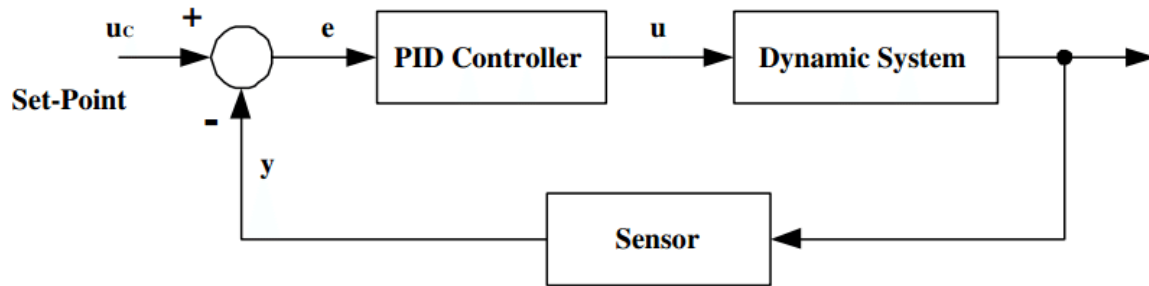 uc
+
e
PID Controller
u
Dynamic System
Set-Point
-
y
Sensor